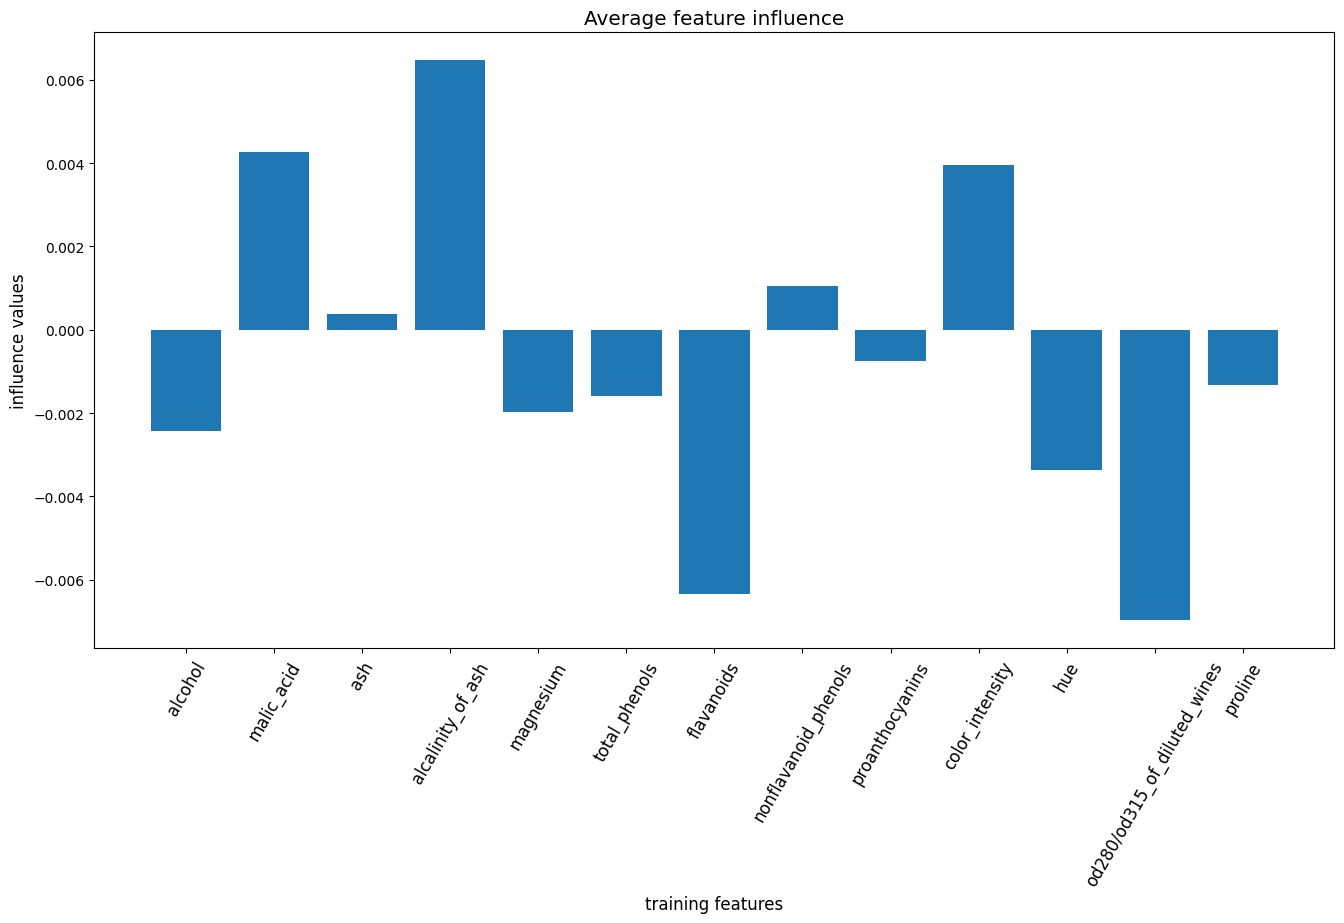 Average feature influence
influence values
0.006
0.004
0.002
0.000
−0.002
−0.004
−0.006
alcohol
malic_acid
ash
alcalinity_of_ash
magnesium
total_phenols
flavanoids
nonflavanoid_phenols
proanthocyanins
color_intensity
hue
od280/od315_of_diluted_wines
proline
training features